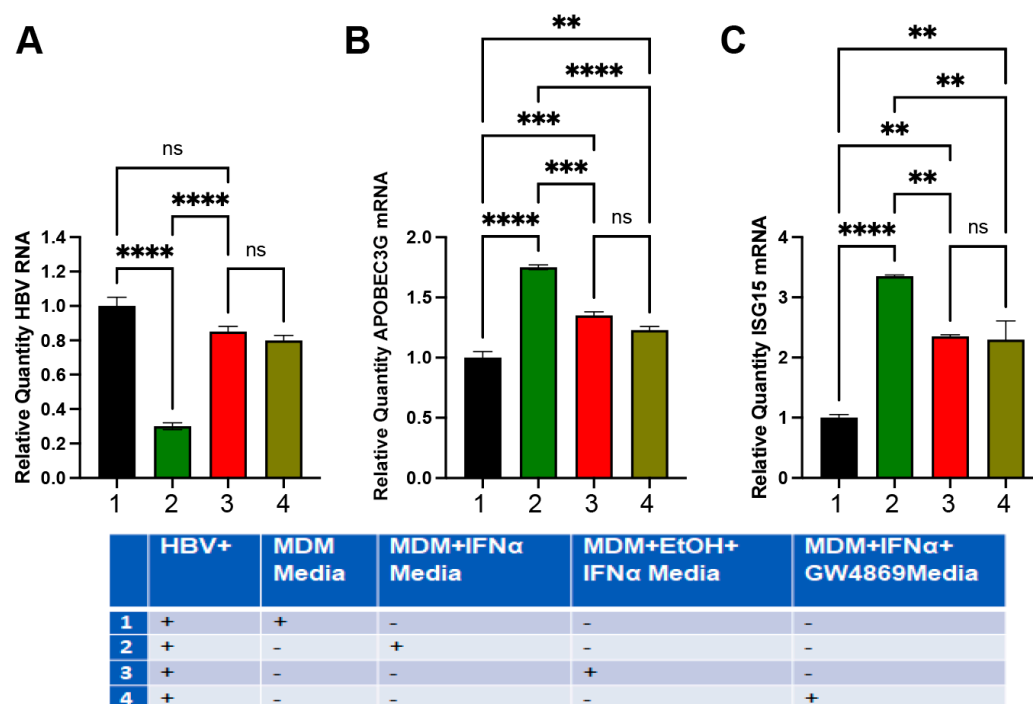 A
ns
****
****
ns
Relative Quantity HBV RNA
1.4
1.2
1.0
0.8
0.6
0.4
0.2
0.0
1 2 3 4
B
**
****
***
***
****
ns
Relative Quantity APOBEC3G mRNA
2.0
1.5
1.0
0.5
0.0
1 2 3 4
C
**
**
**
**
****
ns
Relative Quantity ISG15 mRNA
4
3
2
1
0
1 2 3 4
HBV+ MDM Media MDM+IFNα Media MDM+EtOH+ IFNα Media MDM+IFNα+ GW4869Media
1 + + - - -
2 + - + - -
3 + - - + -
4 + - - - +